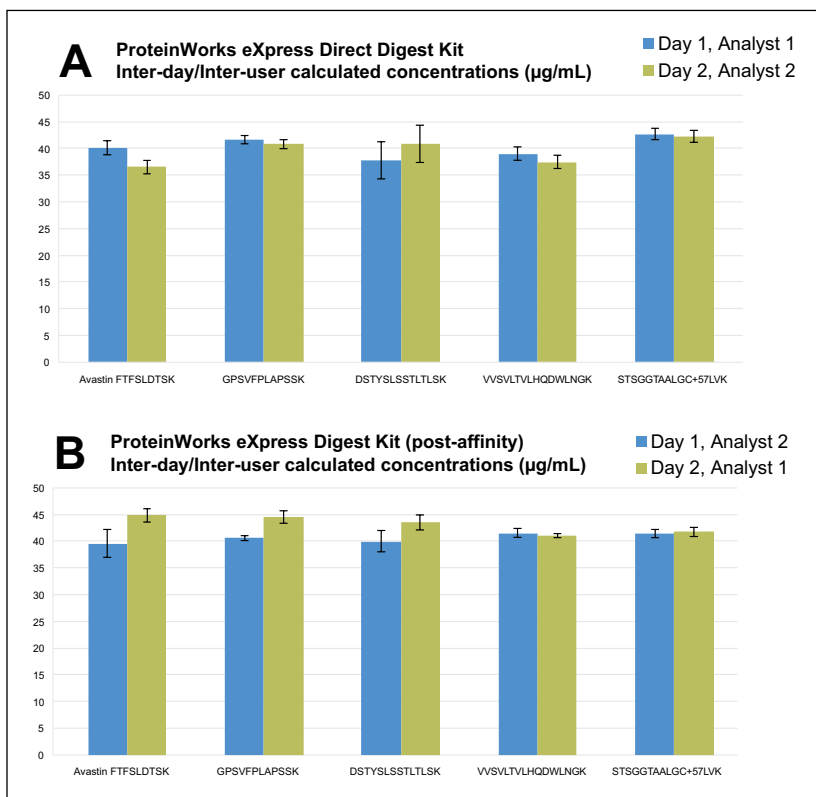 A
ProteinWorks eXpress Direct Digest Kit
Inter-day/Inter-user calculated concentrations (µg/mL)
Day 1, Analyst 1
Day 2, Analyst 2
50
45
40
35
30
25
20
15
10
5
0
Avastin FTFSLDTSK
GPSVFPLAPSSK
DSTYSLSSTLTLSK
VVSVLTVLHQDWLNGK
STSGGTAALGC+57LVK
B
ProteinWorks eXpress Digest Kit (post-affinity)
Inter-day/Inter-user calculated concentrations (µg/mL)
Day 1, Analyst 2
Day 2, Analyst 1
50
45
40
35
30
25
20
15
10
5
0
Avastin FTFSLDTSK
GPSVFPLAPSSK
DSTYSLSSTLTLSK
VVSVLTVLHQDWLNGK
STSGGTAALGC+57LVK